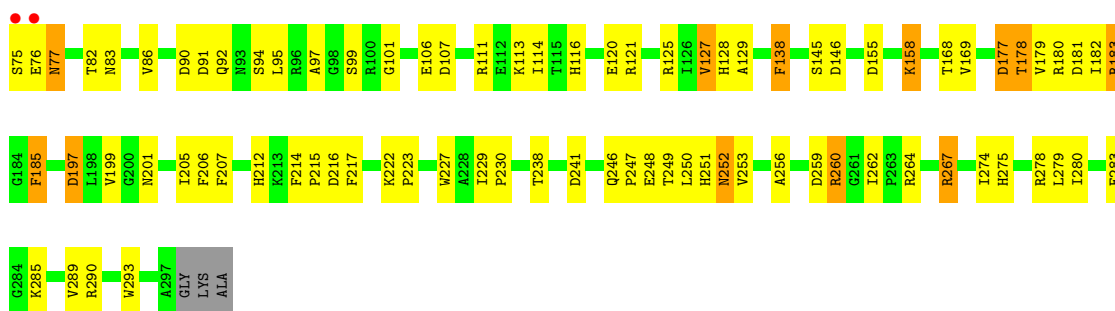 S75 E76 N77 T82 N83 V86 D90 D91 Q92 N93 S94 L95 R96 A97 G98 S99 R100 G101 E106 D107 R111 E112 K113 I114 T115 H116 E120 R121 R125 I126 V127 H128 A129 F138 S145 D146 D155 K158 T168 V169 D177 T178 V179 R180 D181 I182
G184 F185 D197 L198 V199 G200 N201 I205 F206 F207 H212 K213 F214 P215 D216 F217 K222 P223 W227 A228 I229 P230 T238 D241 Q246 P247 E248 T249 L250 H251 N252 V253 A256 D259 R260 G261 I262 P263 R264 R267 I274 H275 R278 L279 I280
G284 K285 V289 R290 W293 A297 GLY LYS ALA